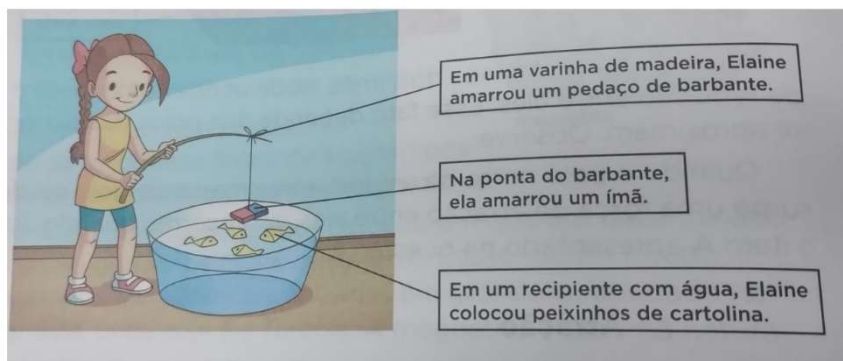 Em uma varinha de madeira, Elaine
amarrou um pedaço de barbante.
Na ponta do barbante,
ela amarrou um ímã.
Em um recipiente com água, Elaine
colocou peixinhos de cartolina.